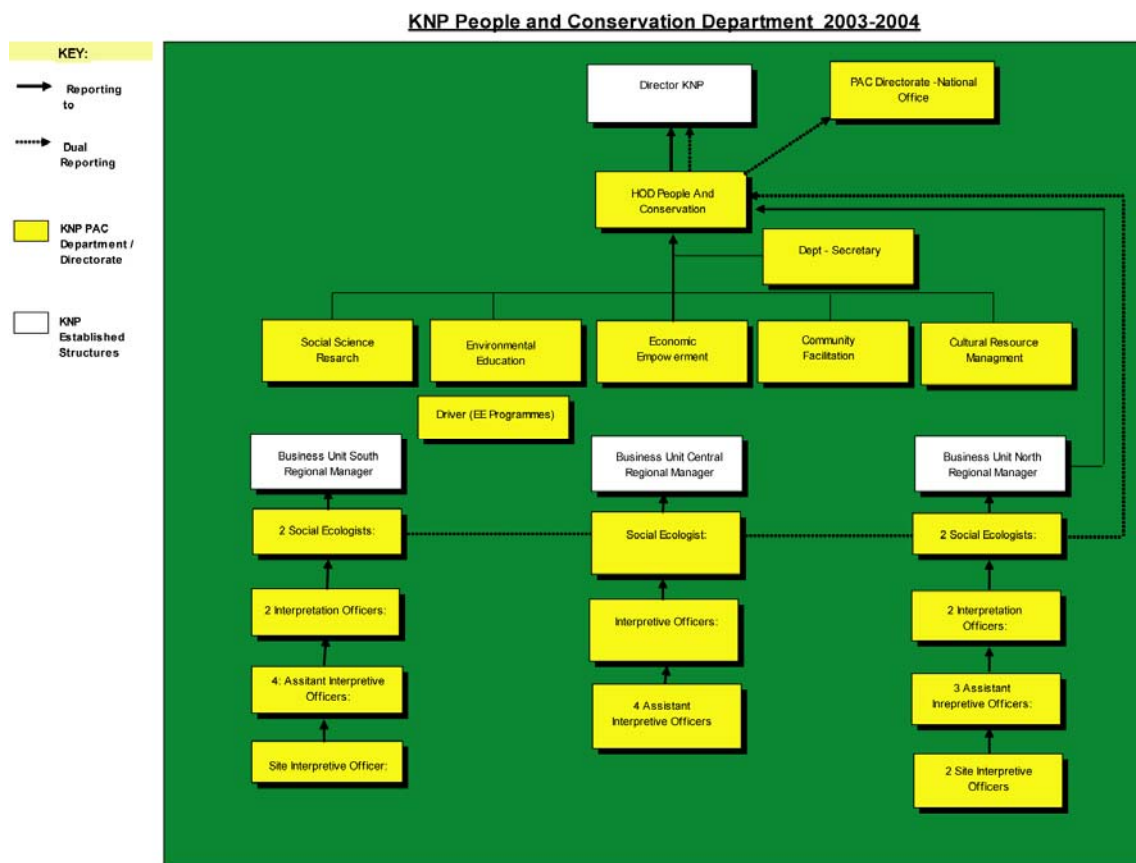 KNP People and Conservation Department 2003-2004
KEY:
Reporting
to
Dual
Reporting
KNP PAC
Department /
Directorate
KNP
Established
Structures
Director KNP
PAC Directorate -National
Office
HOD People And
Conservation
Dept - Secretary
Social Science
Resarch
Environmental
Education
Economic
Empowerment
Community
Facilitation
Cultural Resource
Managment
Driver (EE Programmes)
Business Unit South
Regional Manager
Business Unit Central
Regional Manager
Business Unit North
Regional Manager
2 Social Ecologists:
Social Ecologist:
2 Social Ecologists:
2 Interpretation Officers:
Interpretive Officers:
2 Interpretation
Officers:
4: Assitant Interpretive
Officers:
4 Assistant
Interpretive Officers
3 Assistant
Inrepretive Officers:
Site Interpretive Officer:
2 Site Interpretive
Officers